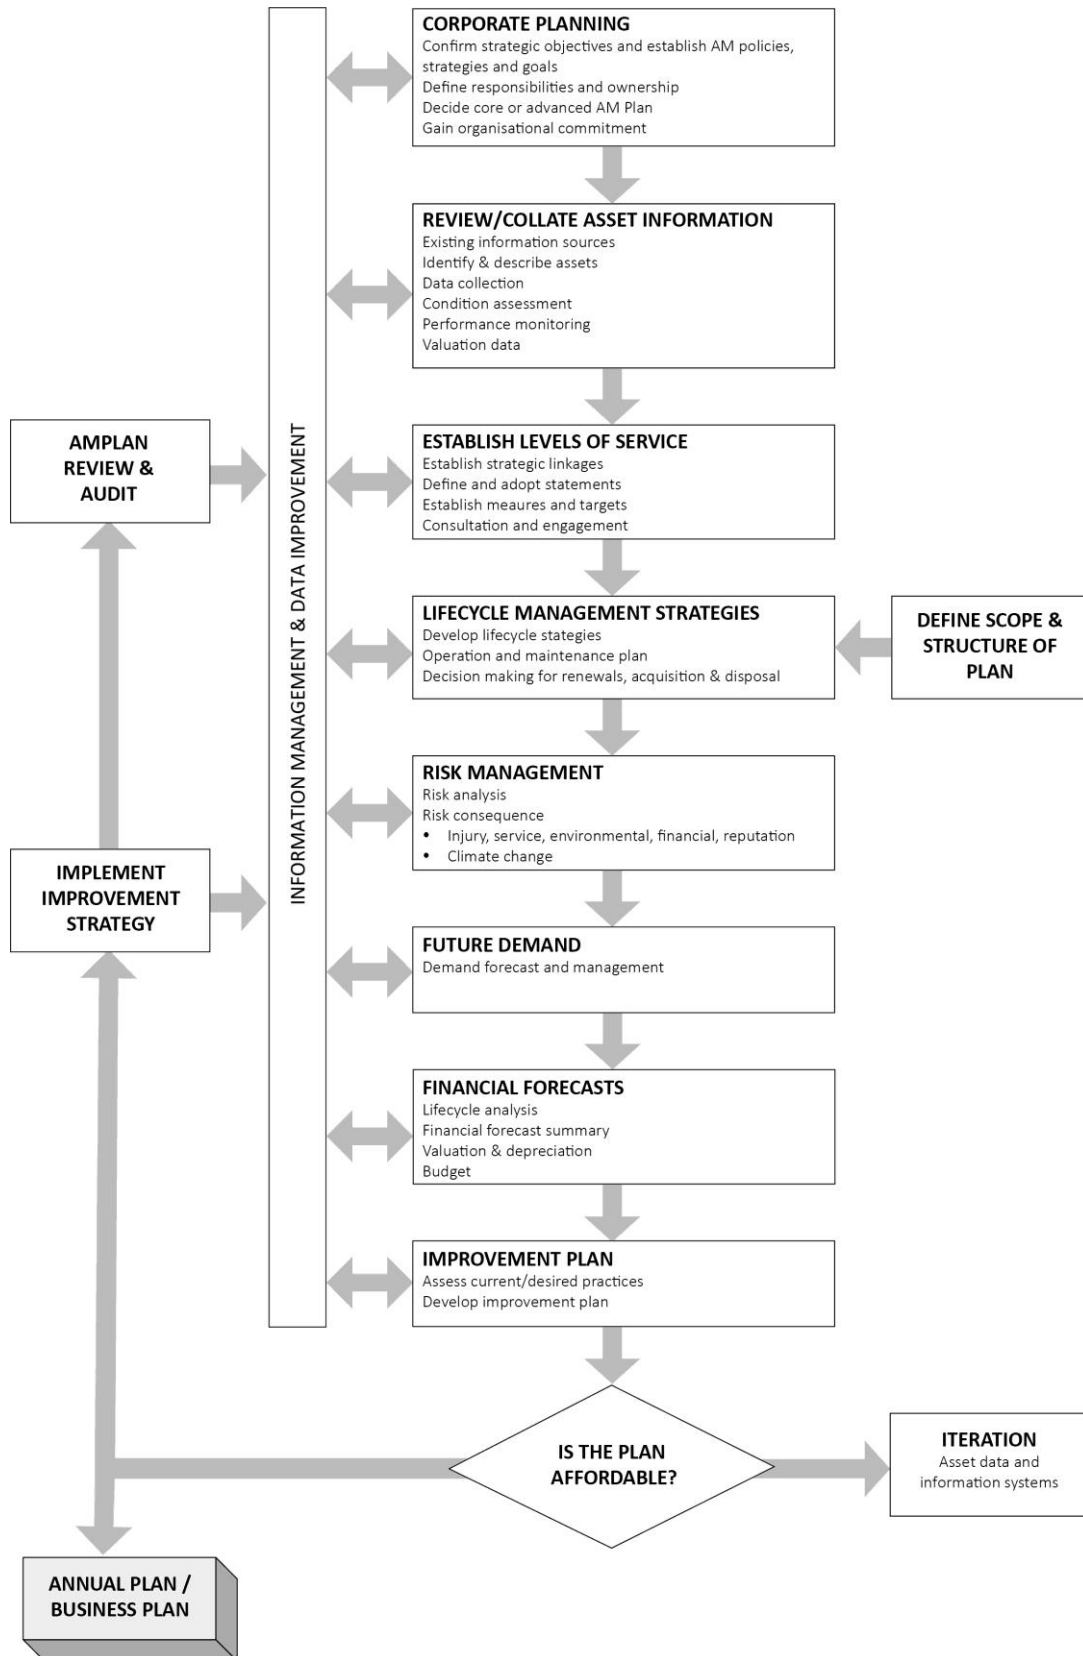 CORPORATE PLANNING
Confirm strategic objectives and establish AM policies,
strategies and goals
Define responsibilities and ownership
Decide core or advanced AM Plan
Gain organisational commitment
REVIEW/COLLATE ASSET INFORMATION
Existing information sources
Identify & describe assets
Data collection
Condition assessment
Performance monitoring
Valuation data
AMPLAN
REVIEW &
AUDIT
INFORMATION MANAGEMENT & DATA IMPROVEMENT
ESTABLISH LEVELS OF SERVICE
Establish strategic linkages
Define and adopt statements
Establish meaures and targets
Consultation and engagement
LIFECYCLE MANAGEMENT STRATEGIES
Develop lifecycle stategies
Operation and maintenance plan
Decision making for renewals, acquisition & disposal
DEFINE SCOPE &
STRUCTURE OF
PLAN
RISK MANAGEMENT
Risk analysis
Risk consequence
• Injury, service, environmental, financial, reputation
• Climate change
IMPLEMENT
IMPROVEMENT
STRATEGY
FUTURE DEMAND
Demand forecast and management
FINANCIAL FORECASTS
Lifecycle analysis
Financial forecast summary
Valuation & depreciation
Budget
IMPROVEMENT PLAN
Assess current/desired practices
Develop improvement plan
IS THE PLAN
AFFORDABLE?
ITERATION
Asset data and
information systems
ANNUAL PLAN /
BUSINESS PLAN